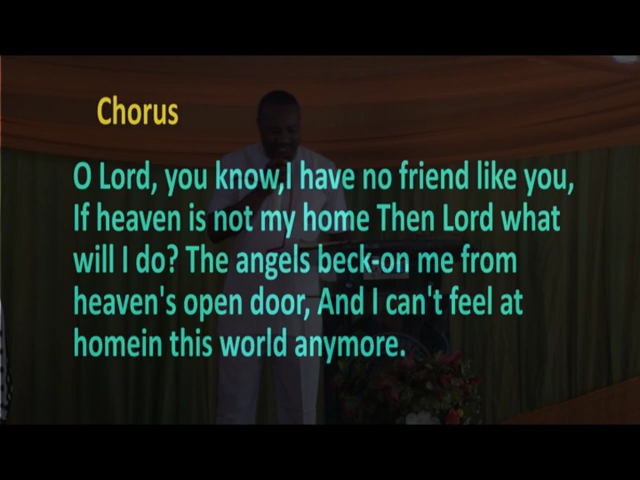 Chorus
O Lord, you know,I have no friend like you,
If heaven is not my home Then Lord what
will I do? The angels beck-on me from
heaven's open door, And I can't feel at
homein this world anymore.